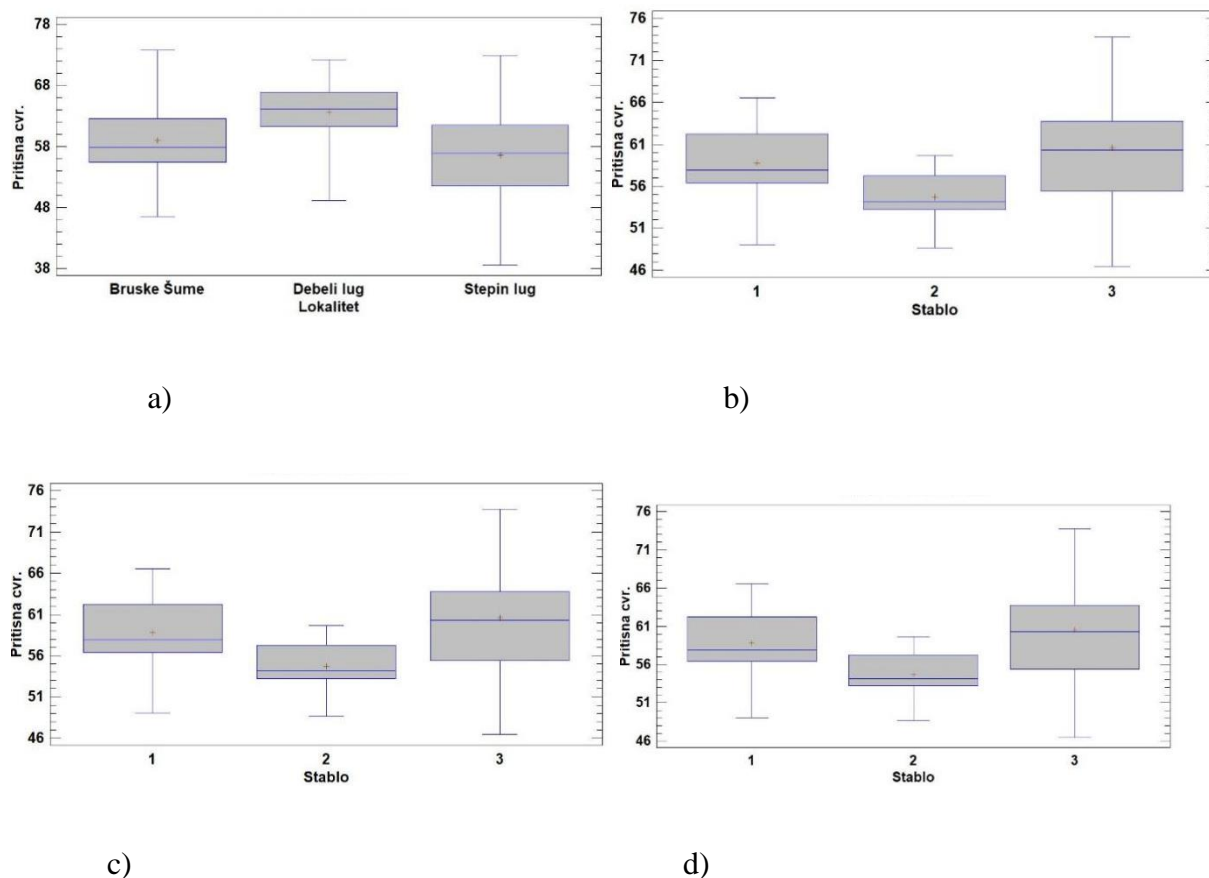 78
68
58
48
38
Pritisna cvr.
Bruske Šume Debeli lug Stepin lug
Lokalitet
a)
76
71
66
61
56
51
46
Pritisna cvr.
1 2 3
Stablo
b)
76
71
66
61
56
51
46
Pritisna cvr.
1 2 3
Stablo
c)
76
71
66
61
56
51
46
Pritisna cvr.
1 2 3
Stablo
d)